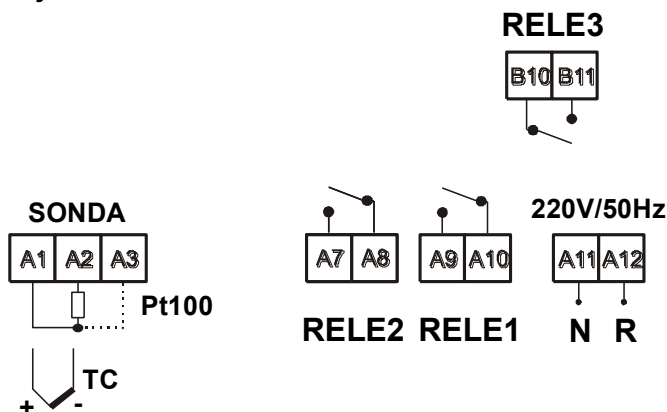 RELE3
B10 B11
SONDA
220V/50Hz
A1 A2 A3
A7 A8
A9 A10
A11 A12
Pt100
RELE2 RELE1
N R
TC
+ -